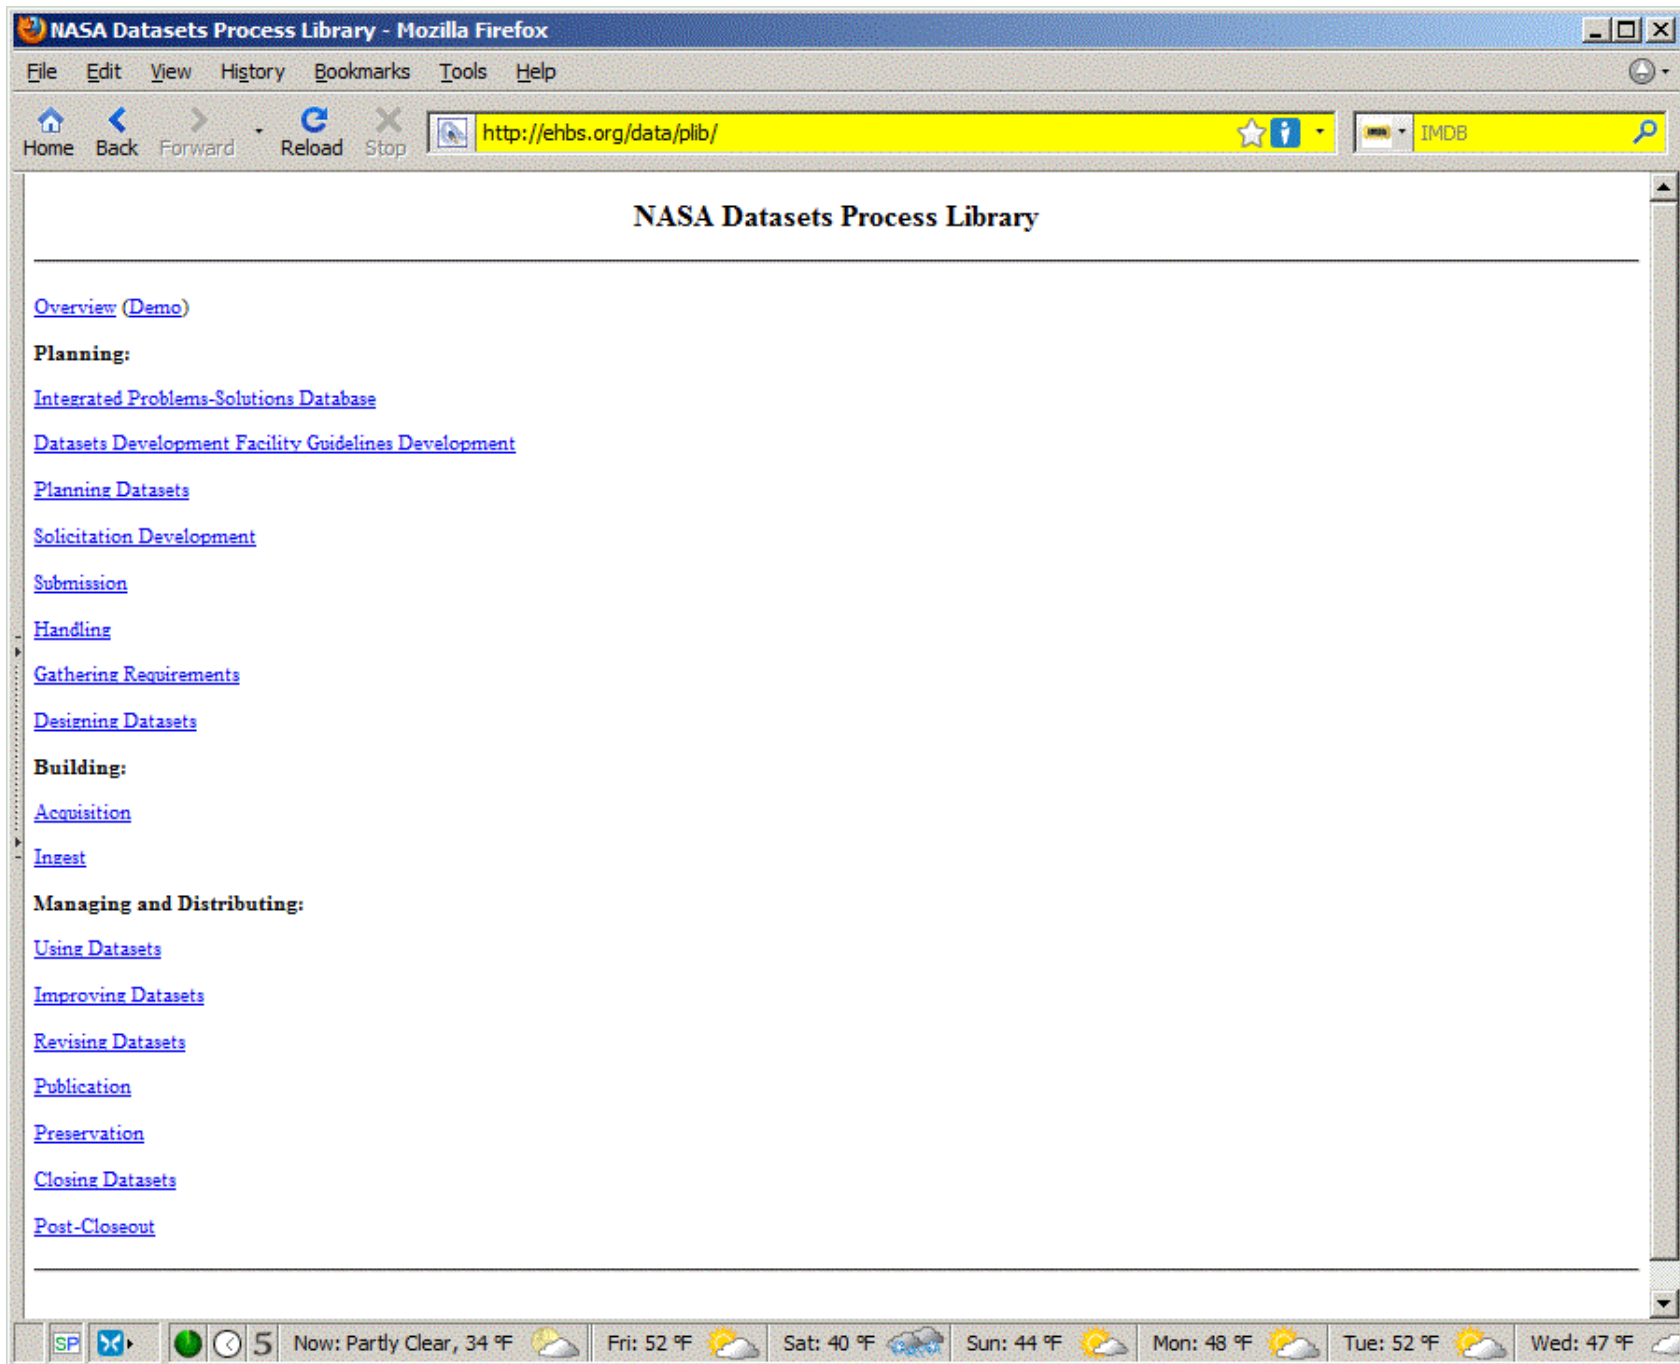 NASA Datasets Process Library - Mozilla Firefox
File Edit View History Bookmarks Tools Help
Home Back Forward Reload Stop http://ehbs.org/data/plib/ IMDB
NASA Datasets Process Library
Overview (Demo)
Planning:
Integrated Problems-Solutions Database
Datasets Development Facility Guidelines Development
Planning Datasets
Solicitation Development
Submission
Handling
Gathering Requirements
Designing Datasets
Building:
Acquisition
Ingest
Managing and Distributing:
Using Datasets
Improving Datasets
Revising Datasets
Publication
Preservation
Closing Datasets
Post-Closeout
SP 5 Now: Partly Clear, 34 °F Fri: 52 °F Sat: 40 °F Sun: 44 °F Mon: 48 °F Tue: 52 °F Wed: 47 °F